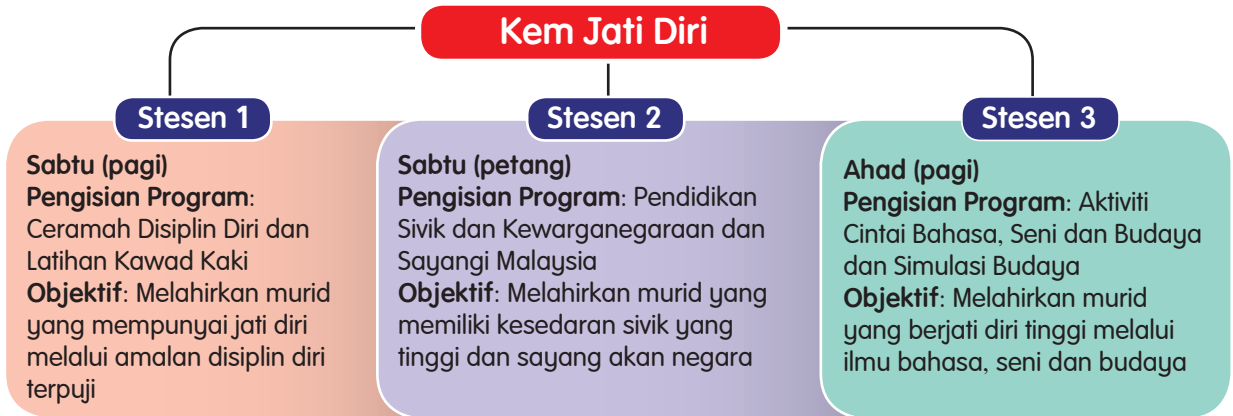 Kem Jati Diri
Stesen 1
Sabtu (pagi)
Pengisian Program:
Ceramah Disiplin Diri dan
Latihan Kawad Kaki
Objektif: Melahirkan murid
yang mempunyai jati diri
melalui amalan disiplin diri
terpuji
Stesen 2
Sabtu (petang)
Pengisian Program: Pendidikan
Sivik dan Kewarganegaraan dan
Sayangi Malaysia
Objektif: Melahirkan murid yang
memiliki kesedaran sivik yang
tinggi dan sayang akan negara
Stesen 3
Ahad (pagi)
Pengisian Program: Aktiviti
Cintai Bahasa, Seni dan Budaya
dan Simulasi Budaya
Objektif: Melahirkan murid
yang berjati diri tinggi melalui
ilmu bahasa, seni dan budaya